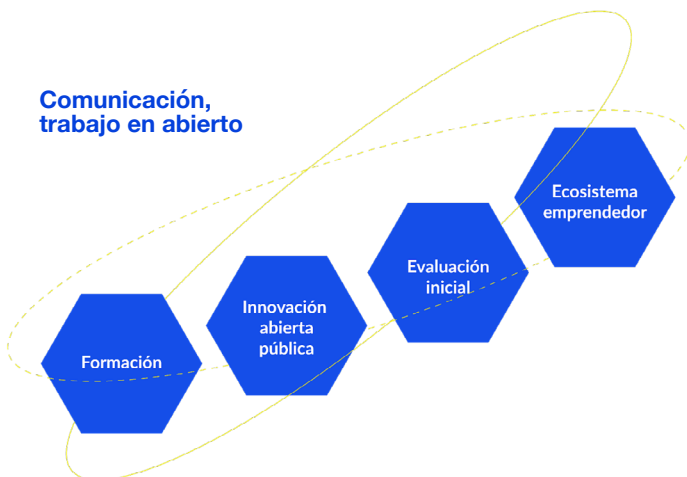 Comunicación,
trabajo en abierto
Ecosistema
emprendedor
Evaluación
inicial
Innovación
abierta
pública
Formación